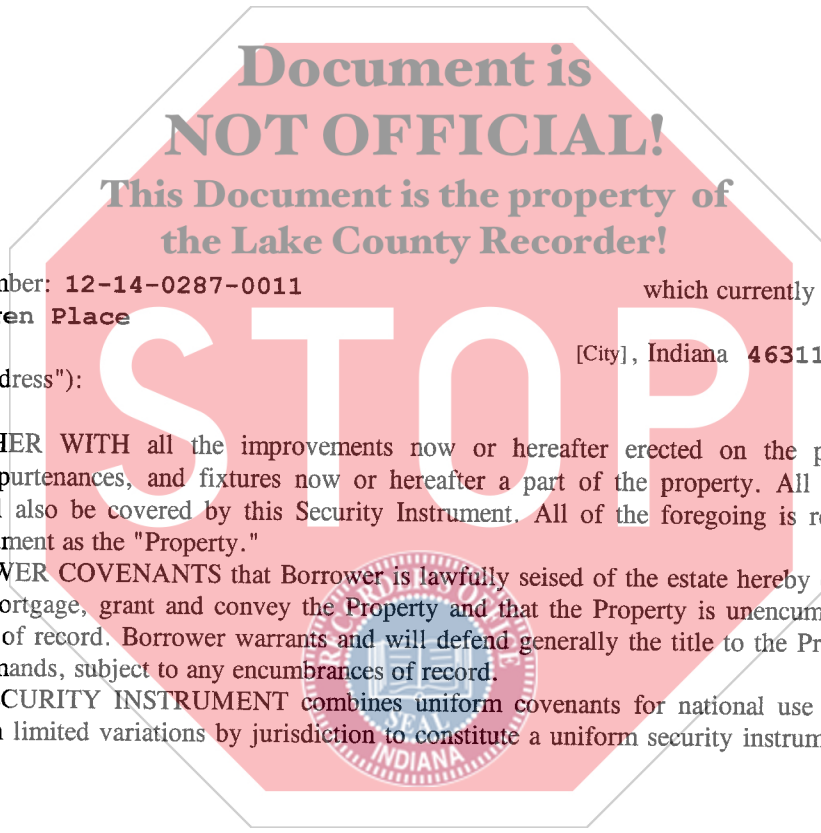 Document is
NOT OFFICIAL!
This Document is the property of
the Lake County Recorder!
nber: 12-14-0287-0011 which currently
en Place
[City], Indiana 46311
dress"):
STOP
HER WITH all the improvements now or hereafter erected on the p
purtenances, and fixtures now or hereafter a part of the property. All
l also be covered by this Security Instrument. All of the foregoing is re
ment as the "Property."
WER COVENANTS that Borrower is lawfully seised of the estate hereby
ortgage, grant and convey the Property and that the Property is unencum
of record. Borrower warrants and will defend generally the title to the Pr
mands, subject to any encumbrances of record.
CURITY INSTRUMENT combines uniform covenants for national use
limited variations by jurisdiction to constitute a uniform security instrum
RECORDER'S OFFICE
SEAL
INDIANA